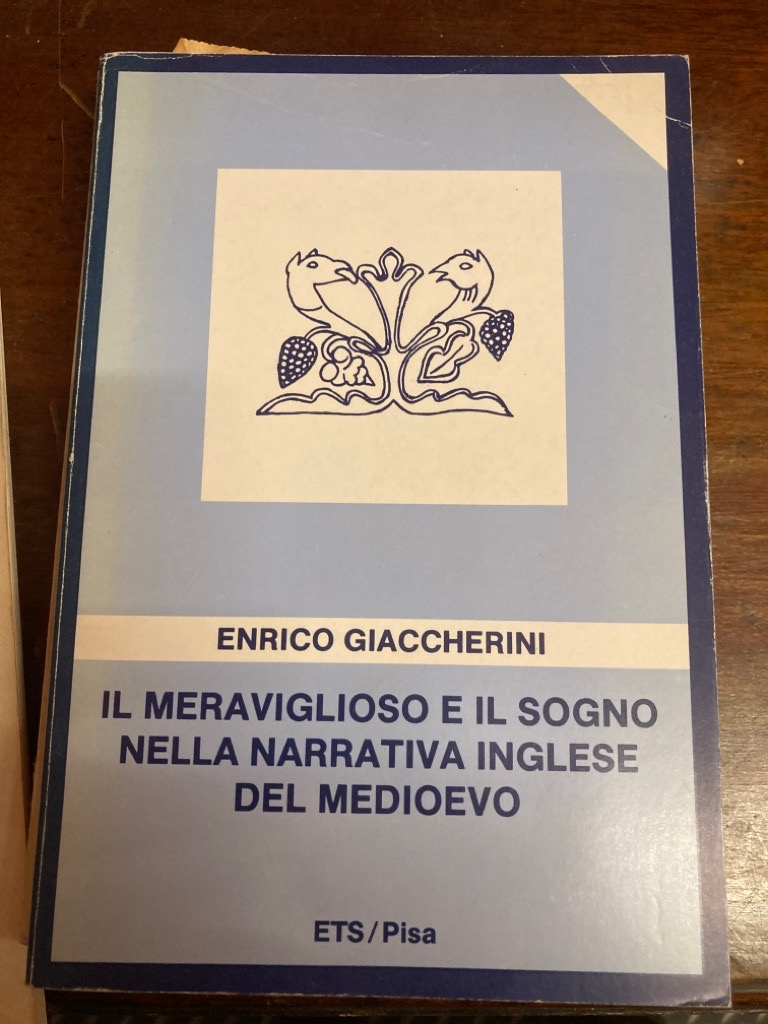 ENRICO GIACCHERINI
IL MERAVIGLIOSO E IL SOGNO
NELLA NARRATIVA INGLESE
DEL MEDIOEVO
ETS/Pisa